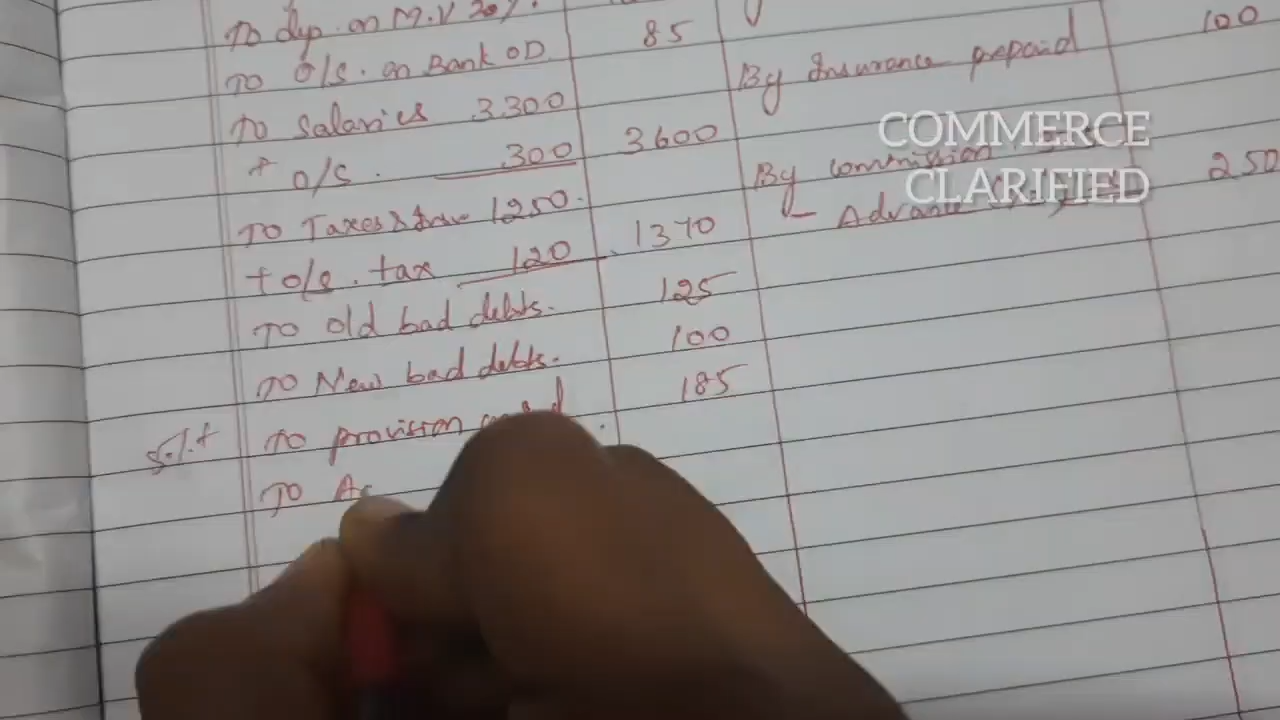 To dep. on M.V 20%.
To o/s. on Bank OD. 85
To Salaries 3300
+ o/s. 300 3600
To Taxes & 1250.
+ o/s. tax 120 1370
To old bad debts. 125
To New bad debts. 100
5%+ To provision 185
To
100
By Insurance prepaid
By commission
Advance 250
COMMERCE
CLARIFIED